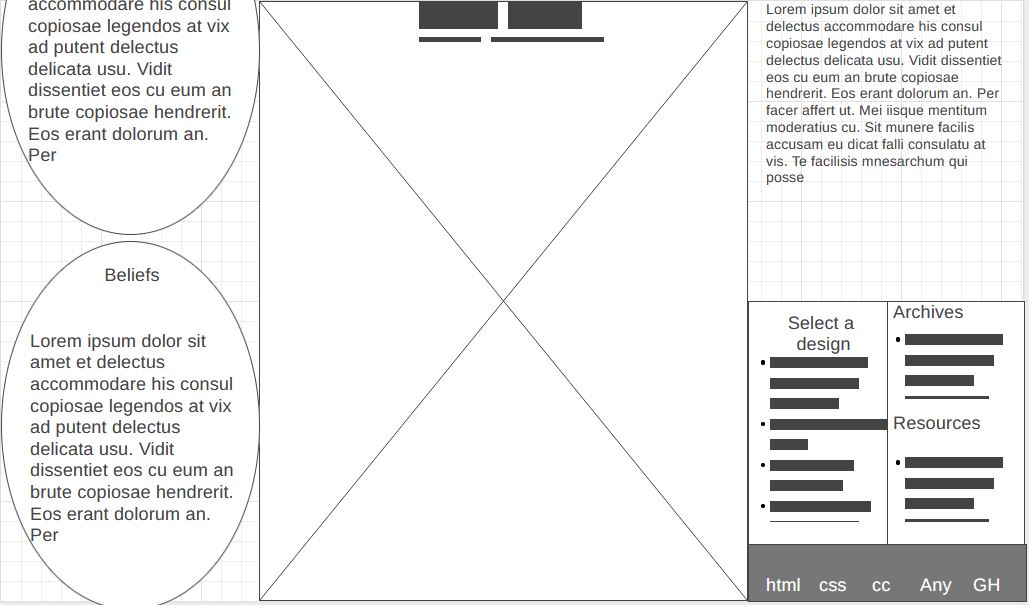 accommodare his consul
copiosae legendos at vix
ad putent delectus
delicata usu. Vidit
dissentiet eos cu eum an
brute copiosae hendrerit.
Eos erant dolorum an.
Per
Beliefs
Lorem ipsum dolor sit
amet et delectus
accommodare his consul
copiosae legendos at vix
ad putent delectus
delicata usu. Vidit
dissentiet eos cu eum an
brute copiosae hendrerit.
Eos erant dolorum an.
Per
Lorem ipsum dolor sit amet et
delectus accommodare his consul
copiosae legendos at vix ad putent
delectus delicata usu. Vidit dissentiet
eos cu eum an brute copiosae
hendrerit. Eos erant dolorum an. Per
facer affert ut. Mei iisque mentitum
moderatius cu. Sit munere facilis
accusam eu dicat falli consulatu at
vis. Te facilisis mnesarchum qui
posse
Select a
design
Archives
Resources
html css cc Any GH